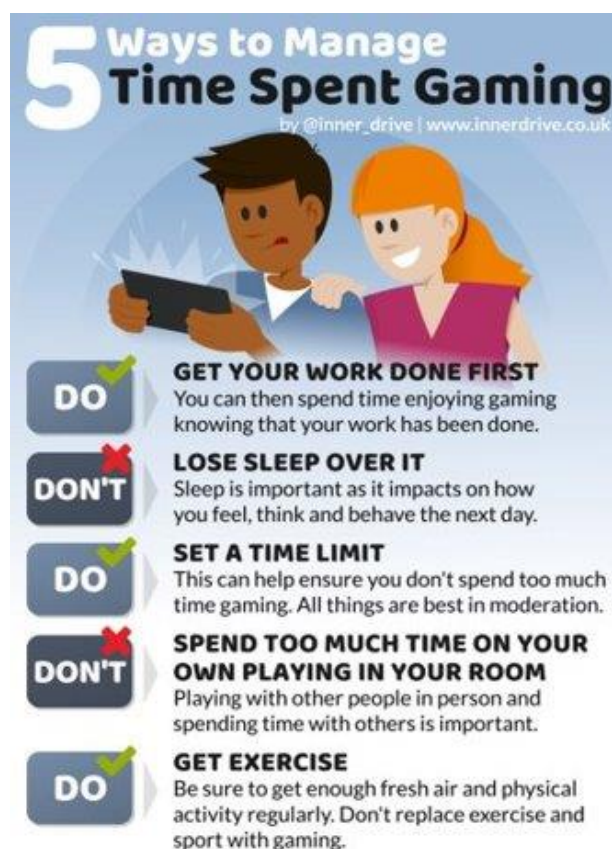 5 Ways to Manage
Time Spent Gaming
by @inner_drive | www.innerdrive.co.uk
DO
GET YOUR WORK DONE FIRST
You can then spend time enjoying gaming
knowing that your work has been done.
DON'T
LOSE SLEEP OVER IT
Sleep is important as it impacts on how
you feel, think and behave the next day.
DO
SET A TIME LIMIT
This can help ensure you don't spend too much
time gaming. All things are best in moderation.
DON'T
SPEND TOO MUCH TIME ON YOUR
OWN PLAYING IN YOUR ROOM
Playing with other people in person and
spending time with others is important.
DO
GET EXERCISE
Be sure to get enough fresh air and physical
activity regularly. Don't replace exercise and
sport with gaming.